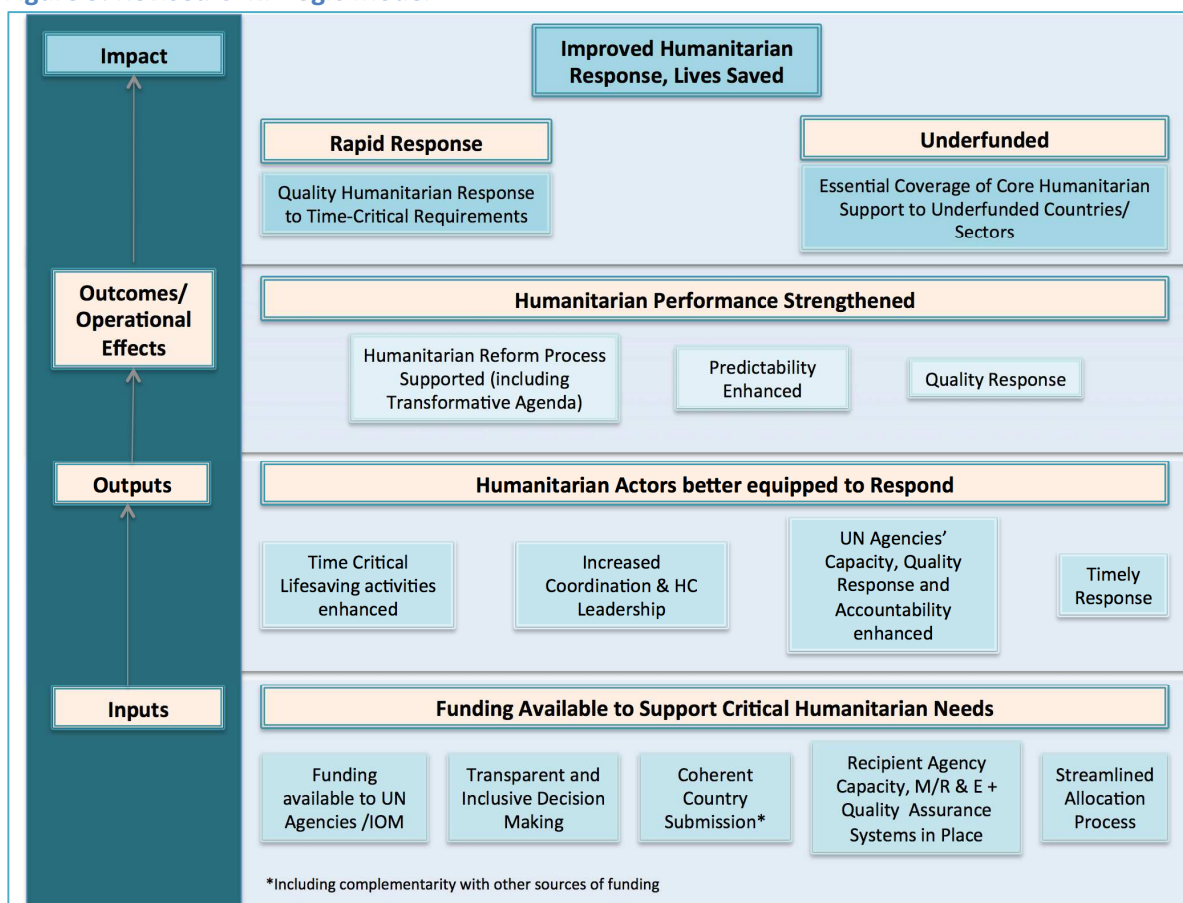 Impact
Improved Humanitarian
Response, Lives Saved
Rapid Response
Underfunded
Quality Humanitarian Response
to Time-Critical Requirements
Essential Coverage of Core Humanitarian
Support to Underfunded Countries/
Sectors
Outcomes/
Operational
Effects
Humanitarian Performance Strengthened
Humanitarian Reform Process
Supported (including
Transformative Agenda)
Predictability
Enhanced
Quality Response
Outputs
Humanitarian Actors better equipped to Respond
Time Critical
Lifesaving activities
enhanced
Increased
Coordination & HC
Leadership
UN Agencies’
Capacity, Quality
Response and
Accountability
enhanced
Timely
Response
Inputs
Funding Available to Support Critical Humanitarian Needs
Funding
available to UN
Agencies /IOM
Transparent and
Inclusive Decision
Making
Coherent
Country
Submission*
Recipient Agency
Capacity, M/R & E +
Quality Assurance
Systems in Place
Streamlined
Allocation
Process
*Including complementarity with other sources of funding